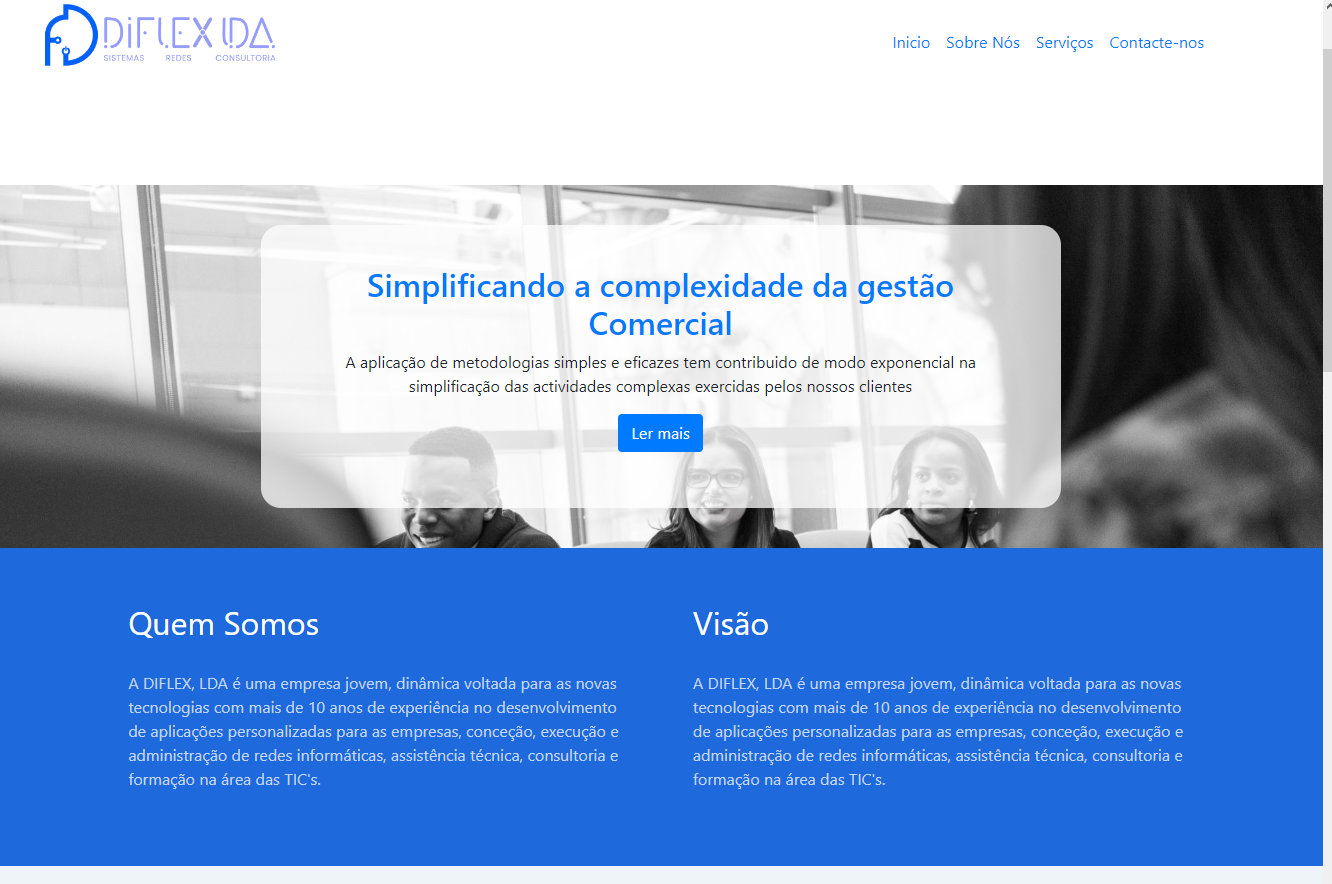 DIFLEX LDA
SISTEMAS REDES CONSULTORIA
Inicio Sobre Nós Serviços Contacte-nos
Simplificando a complexidade da gestão
Comercial
A aplicação de metodologias simples e eficazes tem contribuido de modo exponencial na
simplificação das actividades complexas exercidas pelos nossos clientes
Ler mais
Quem Somos
A DIFLEX, LDA é uma empresa jovem, dinâmica voltada para as novas
tecnologias com mais de 10 anos de experiência no desenvolvimento
de aplicações personalizadas para as empresas, conceção, execução e
administração de redes informáticas, assistência técnica, consultoria e
formação na área das TIC's.
Visão
A DIFLEX, LDA é uma empresa jovem, dinâmica voltada para as novas
tecnologias com mais de 10 anos de experiência no desenvolvimento
de aplicações personalizadas para as empresas, conceção, execução e
administração de redes informáticas, assistência técnica, consultoria e
formação na área das TIC's.